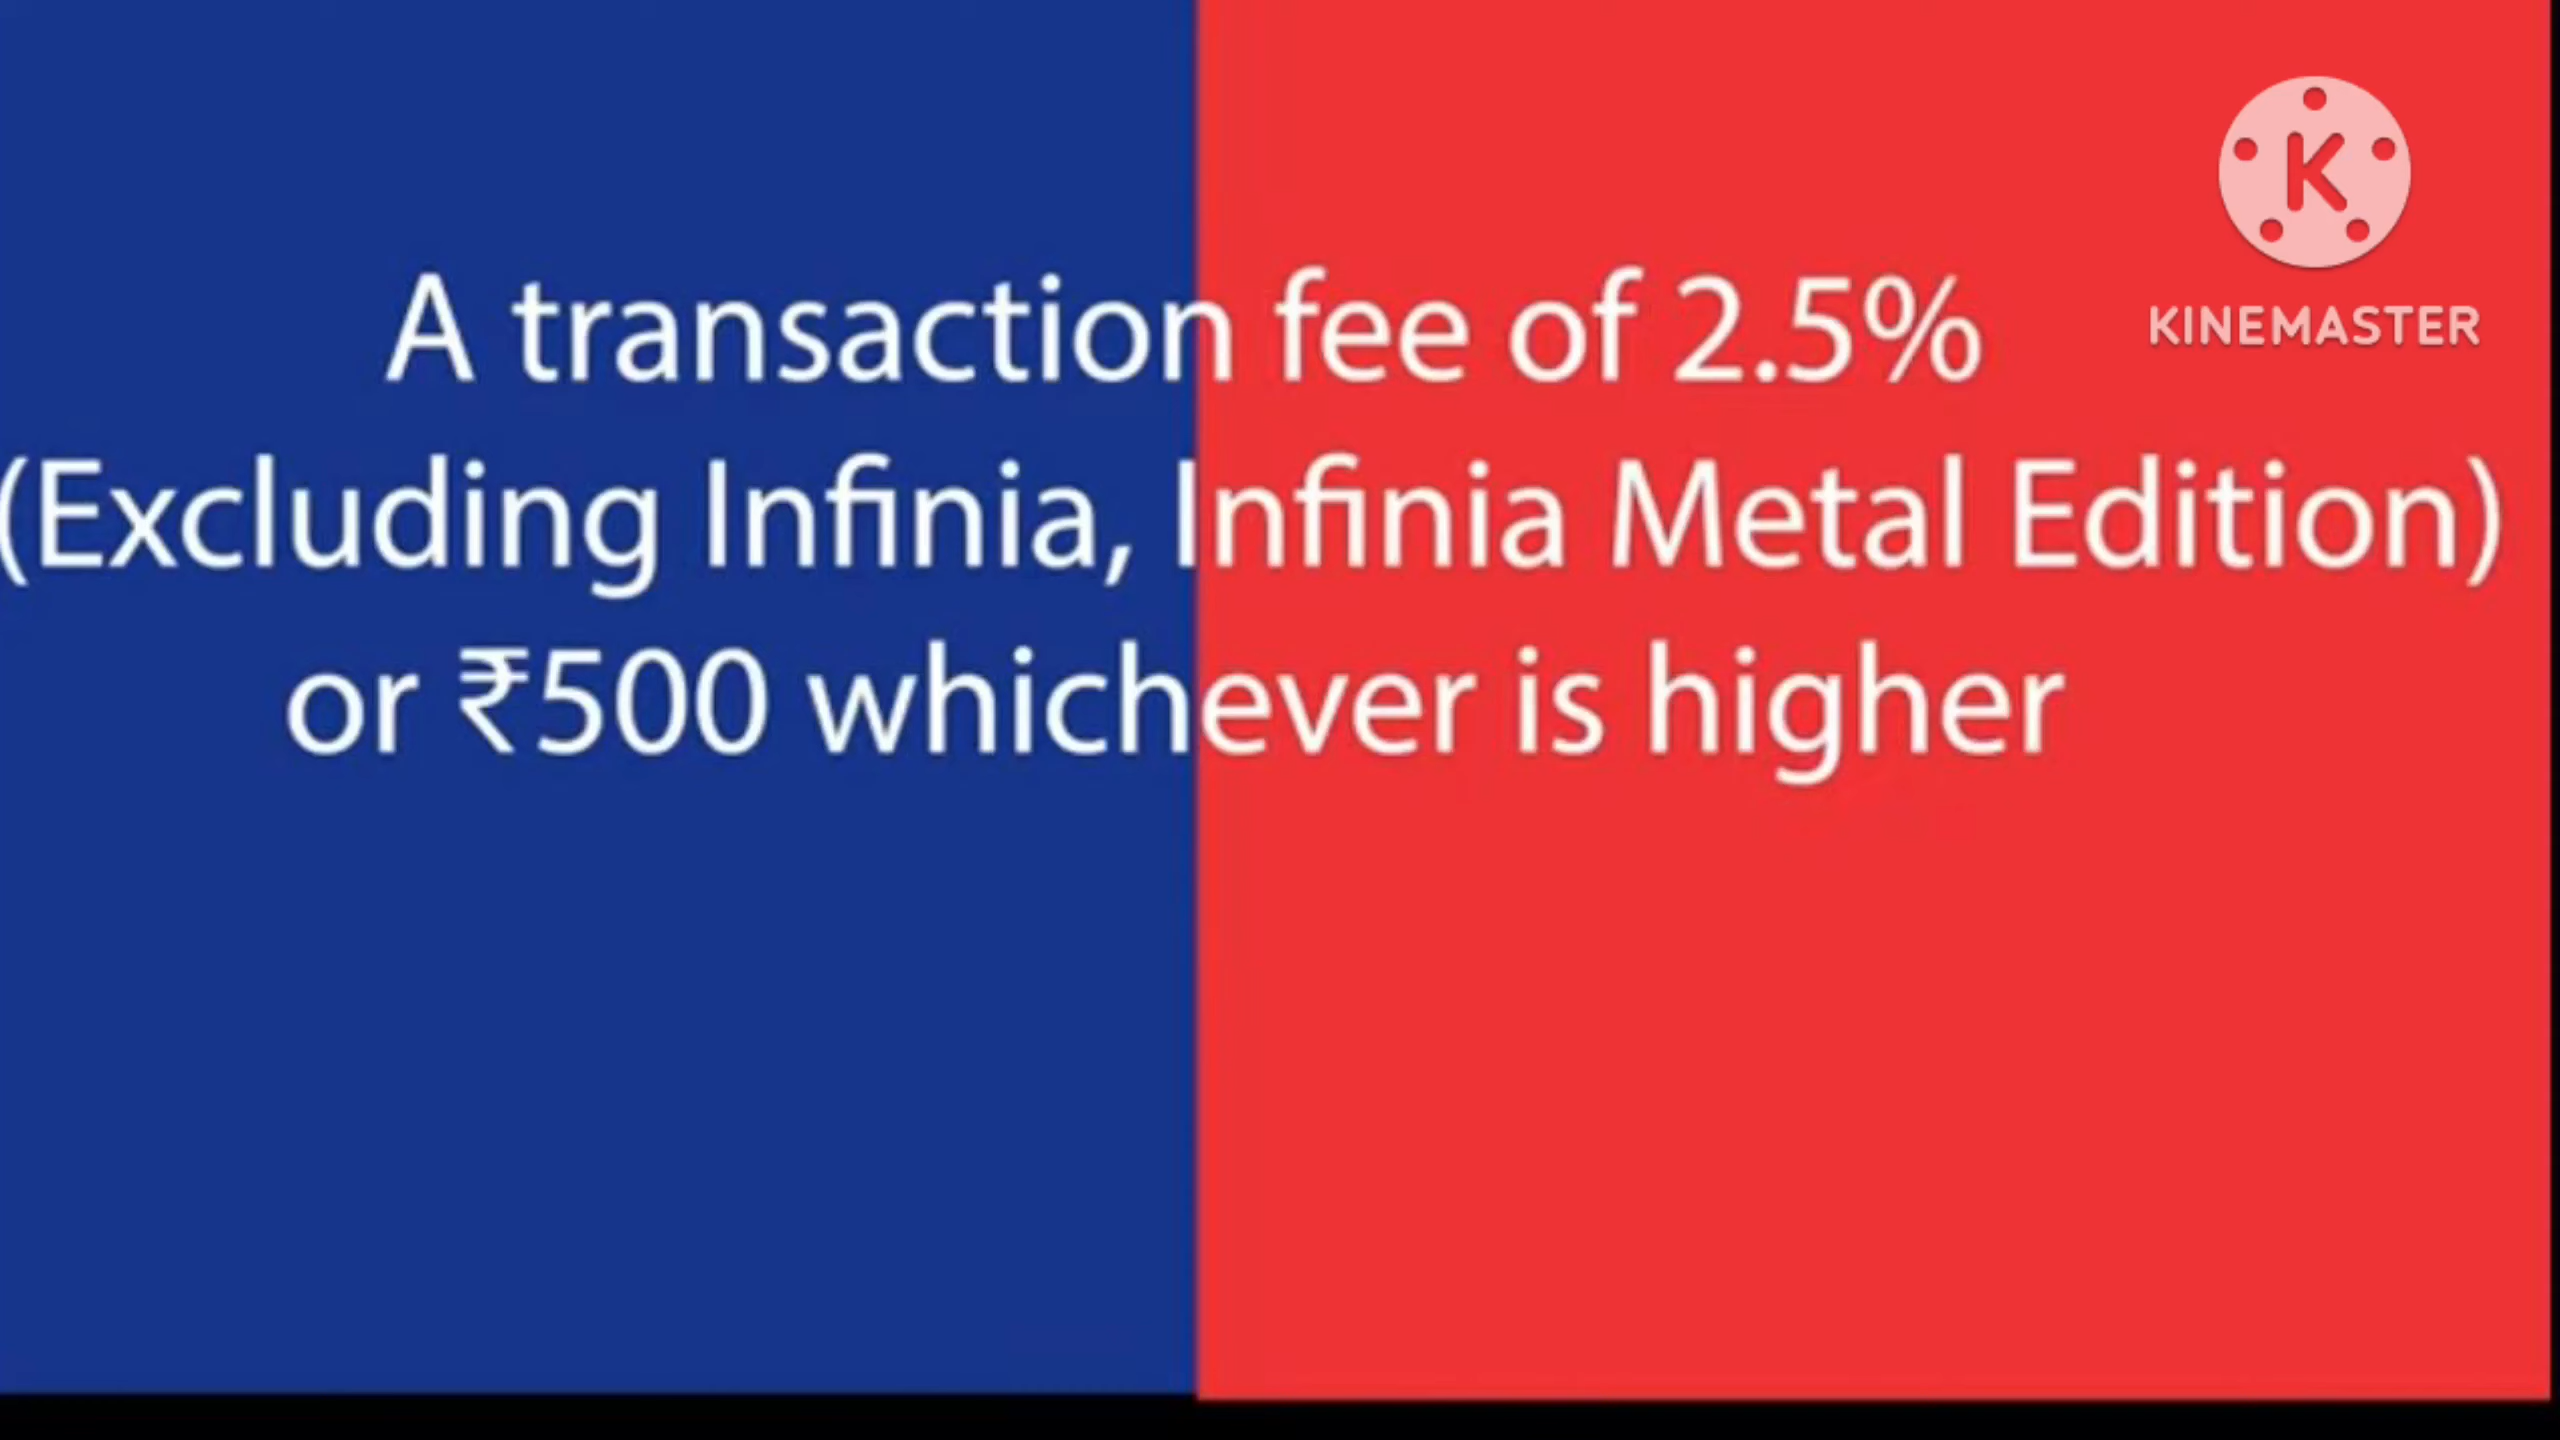 KINEMASTER
A transaction fee of 2.5%
(Excluding Infinia, Infinia Metal Edition)
or ₹500 whichever is higher